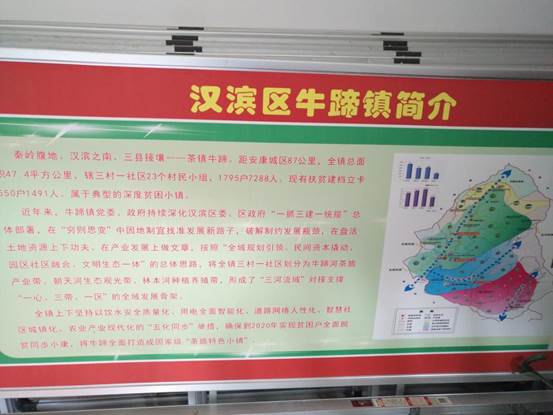 汉滨区牛蹄镇简介
秦岭腹地，汉滨之南，三县接壤——茶镇牛蹄，距安康城区87公里，全镇总面
积47.4平方公里，辖三村一社区23个村民小组，1795户7288人，现有扶贫建档立卡
550户1491人，属于典型的深度贫困小镇。
近年来，牛蹄镇党委、政府持续深化汉滨区委、区政府“一抓三建一统揽”总
体部署，在“穷则思变”中因地制宜找准发展新路子，破解制约发展瓶颈，在盘活
土地资源上下功夫，在产业发展上做文章，按照“全域规划引领、民间资本撬动，
园区社区融合，文明生态一体”的总体思路，将全镇三村一社区划分为牛蹄河茶旅
产业带，朝天河生态观光带，林本河种植养殖带，形成了“三河流域”对接支撑
“一心、三带、一区”的全域发展骨架。
全镇上下坚持以饮水安全质量化，用电全面智能化，道路网络人性化，智慧社
区城镇化，农业产业现代化的“五化同步”举措，确保到2020年实现贫困户全面脱
贫同步小康，将牛蹄全面打造成国家级“茶旅特色小镇”